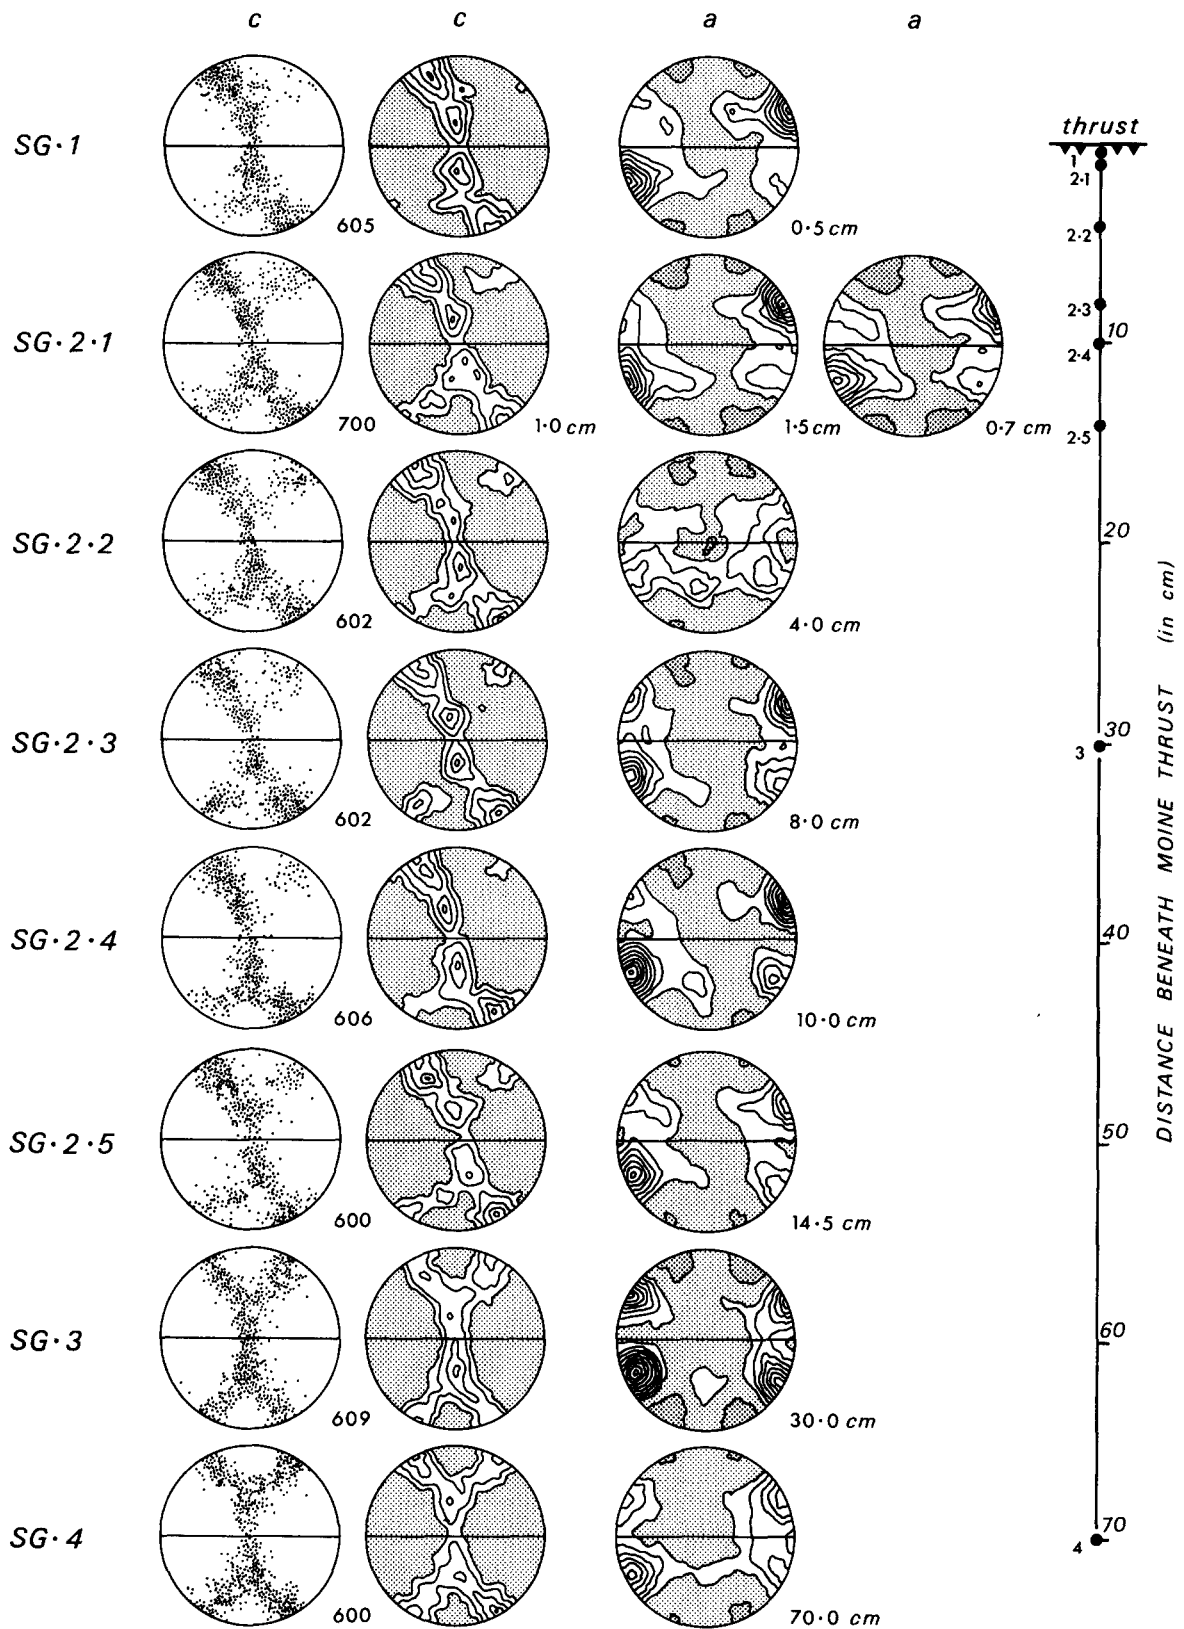 c c a a
SG·1
605
0·5 cm
SG·2·1
700
1·0 cm
1·5 cm
0·7 cm
SG·2·2
602
4·0 cm
SG·2·3
602
8·0 cm
SG·2·4
606
10·0 cm
SG·2·5
600
14·5 cm
SG·3
609
30·0 cm
SG·4
600
70·0 cm
thrust
1
2·1
2·2
2·3
10
2·4
2·5
20
30
3
40
50
60
70
4
DISTANCE BENEATH MOINE THRUST (in cm)